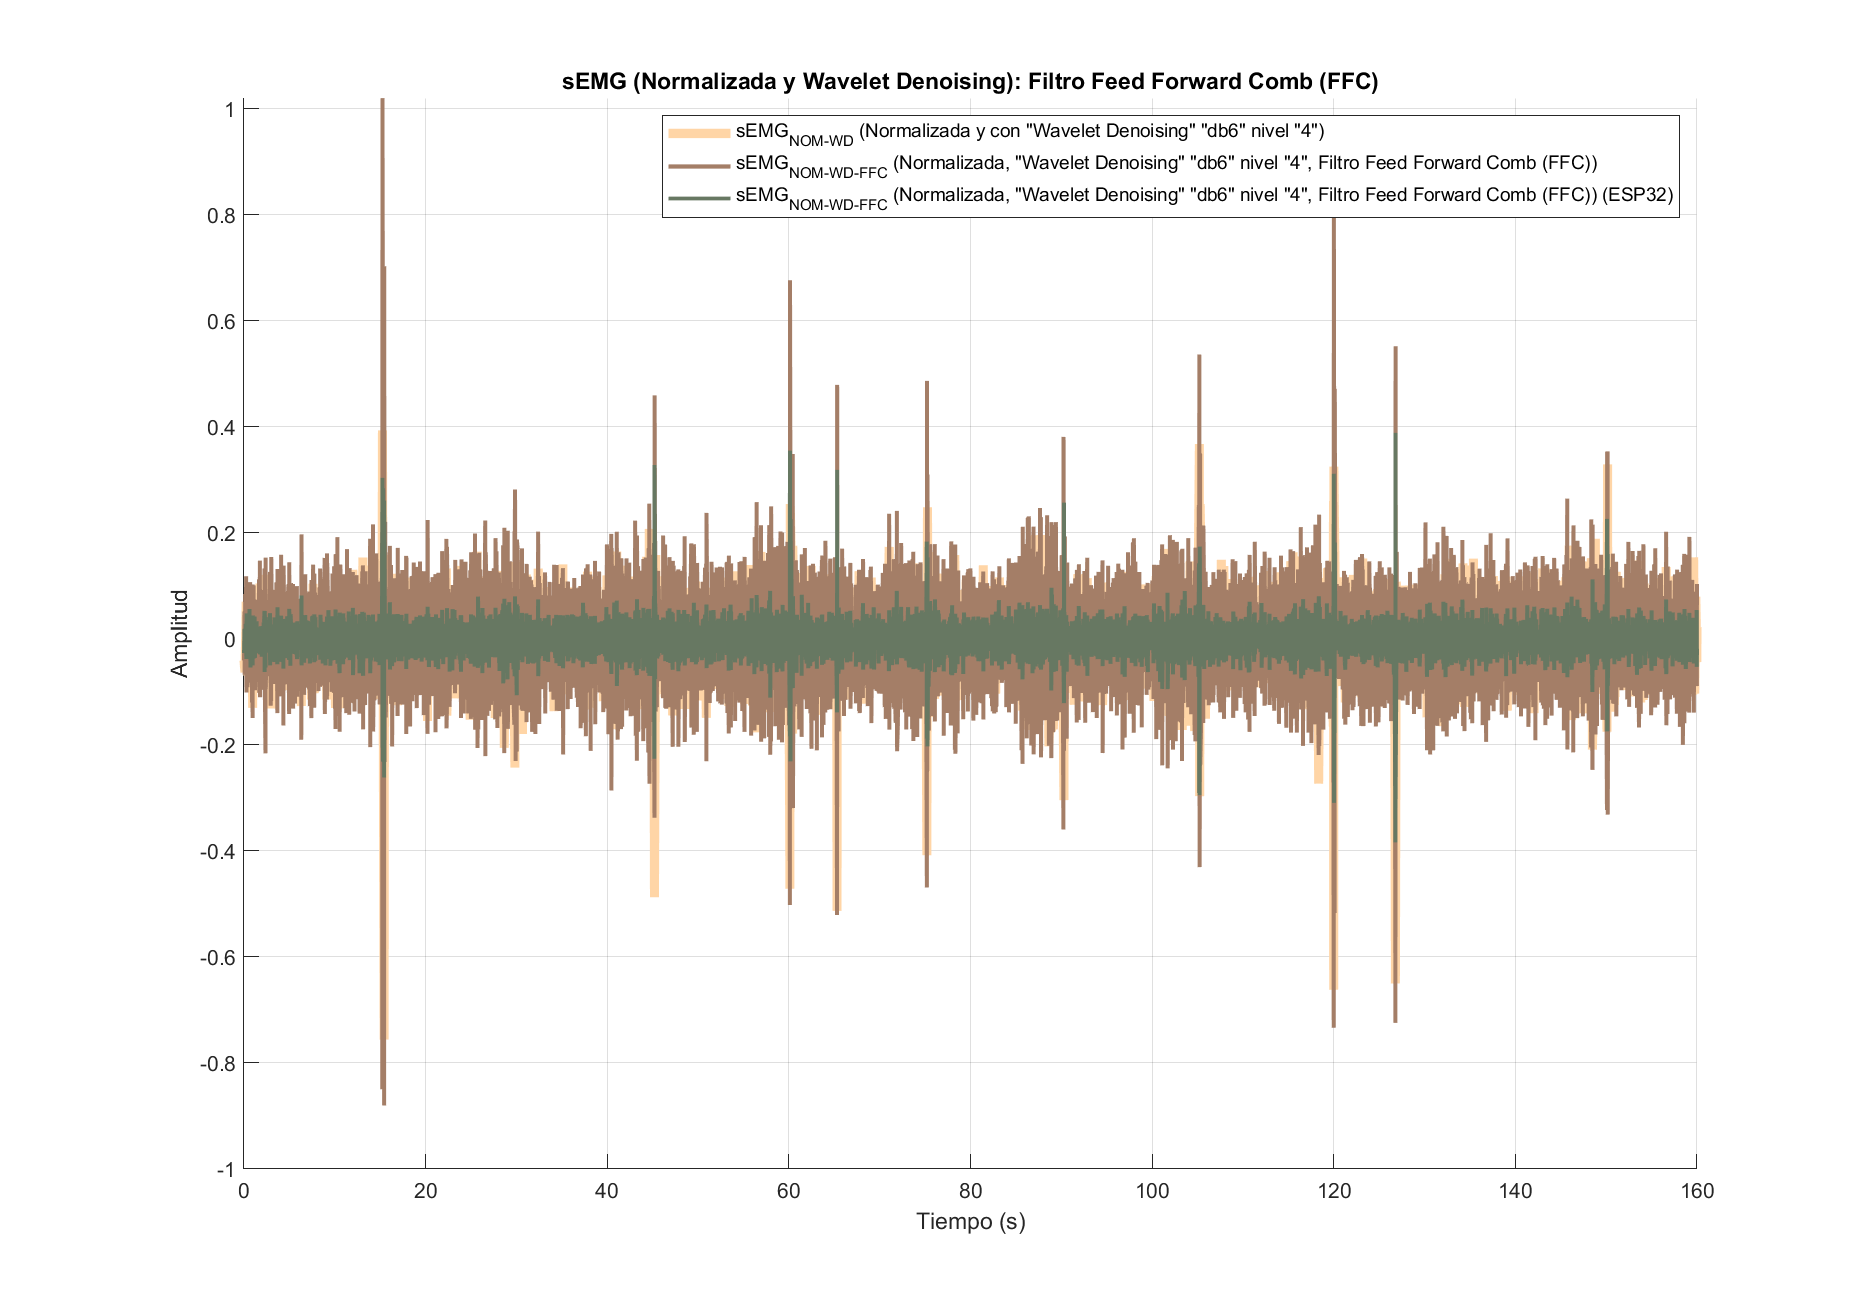 sEMG (Normalizada y Wavelet Denoising): Filtro Feed Forward Comb (FFC)
sEMG_NOM-WD (Normalizada y con "Wavelet Denoising" "db6" nivel "4")
sEMG_NOM-WD-FFC (Normalizada, "Wavelet Denoising" "db6" nivel "4", Filtro Feed Forward Comb (FFC))
sEMG_NOM-WD-FFC (Normalizada, "Wavelet Denoising" "db6" nivel "4", Filtro Feed Forward Comb (FFC)) (ESP32)
Amplitud
1
0.8
0.6
0.4
0.2
0
-0.2
-0.4
-0.6
-0.8
-1
0 20 40 60 80 100 120 140 160
Tiempo (s)